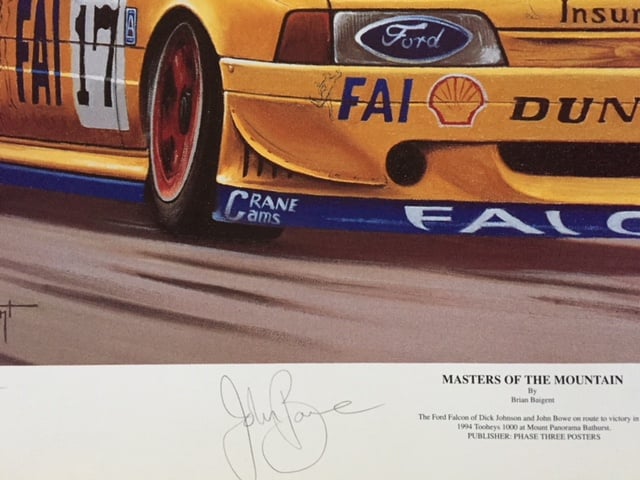 FAI 17
Ford
Insur
FAI DUN
CRANE
Cams
FALC
John Bowe
MASTERS OF THE MOUNTAIN
By
Brian Baigent
The Ford Falcon of Dick Johnson and John Bowe on route to victory in
1994 Tooheys 1000 at Mount Panorama Bathurst.
PUBLISHER: PHASE THREE POSTERS